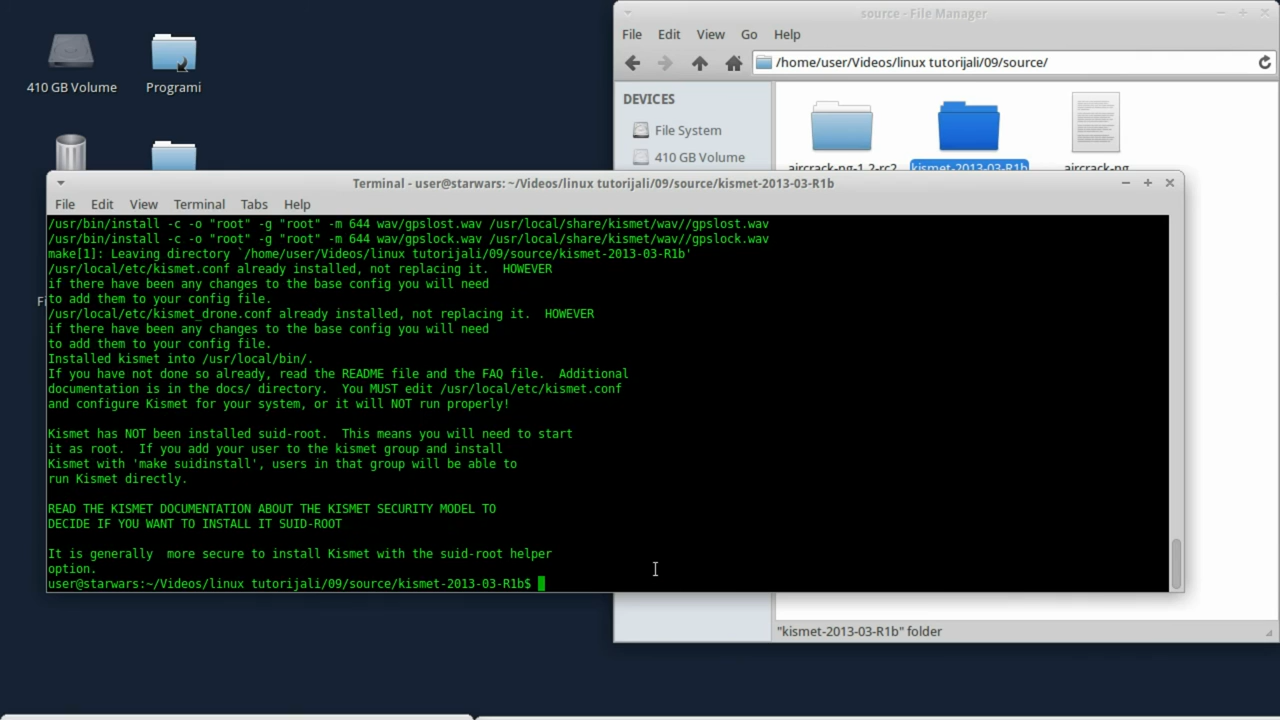 410 GB Volume
Programi
source - File Manager
File Edit View Go Help
/home/user/Videos/linux tutorijali/09/source/
DEVICES
File System
410 GB Volume
aircrack-ng-1.2-rc2
kismet-2013-03-R1b
aircrack-ng
Fi
Terminal - user@starwars: ~/Videos/linux tutorijali/09/source/kismet-2013-03-R1b
File Edit View Terminal Tabs Help
/usr/bin/install -c -o "root" -g "root" -m 644 wav/gpslost.wav /usr/local/share/kismet/wav//gpslost.wav
/usr/bin/install -c -o "root" -g "root" -m 644 wav/gpslock.wav /usr/local/share/kismet/wav//gpslock.wav
make[1]: Leaving directory `/home/user/Videos/linux tutorijali/09/source/kismet-2013-03-R1b'
/usr/local/etc/kismet.conf already installed, not replacing it.  HOWEVER
if there have been any changes to the base config you will need
to add them to your config file.
/usr/local/etc/kismet_drone.conf already installed, not replacing it.  HOWEVER
if there have been any changes to the base config you will need
to add them to your config file.
Installed kismet into /usr/local/bin/.
If you have not done so already, read the README file and the FAQ file.  Additional
documentation is in the docs/ directory.  You MUST edit /usr/local/etc/kismet.conf
and configure Kismet for your system, or it will NOT run properly!
Kismet has NOT been installed suid-root.  This means you will need to start
it as root.  If you add your user to the kismet group and install
Kismet with 'make suidinstall', users in that group will be able to
run Kismet directly.
READ THE KISMET DOCUMENTATION ABOUT THE KISMET SECURITY MODEL TO
DECIDE IF YOU WANT TO INSTALL IT SUID-ROOT
It is generally  more secure to install Kismet with the suid-root helper
option.
user@starwars:~/Videos/linux tutorijali/09/source/kismet-2013-03-R1b$
"kismet-2013-03-R1b" folder